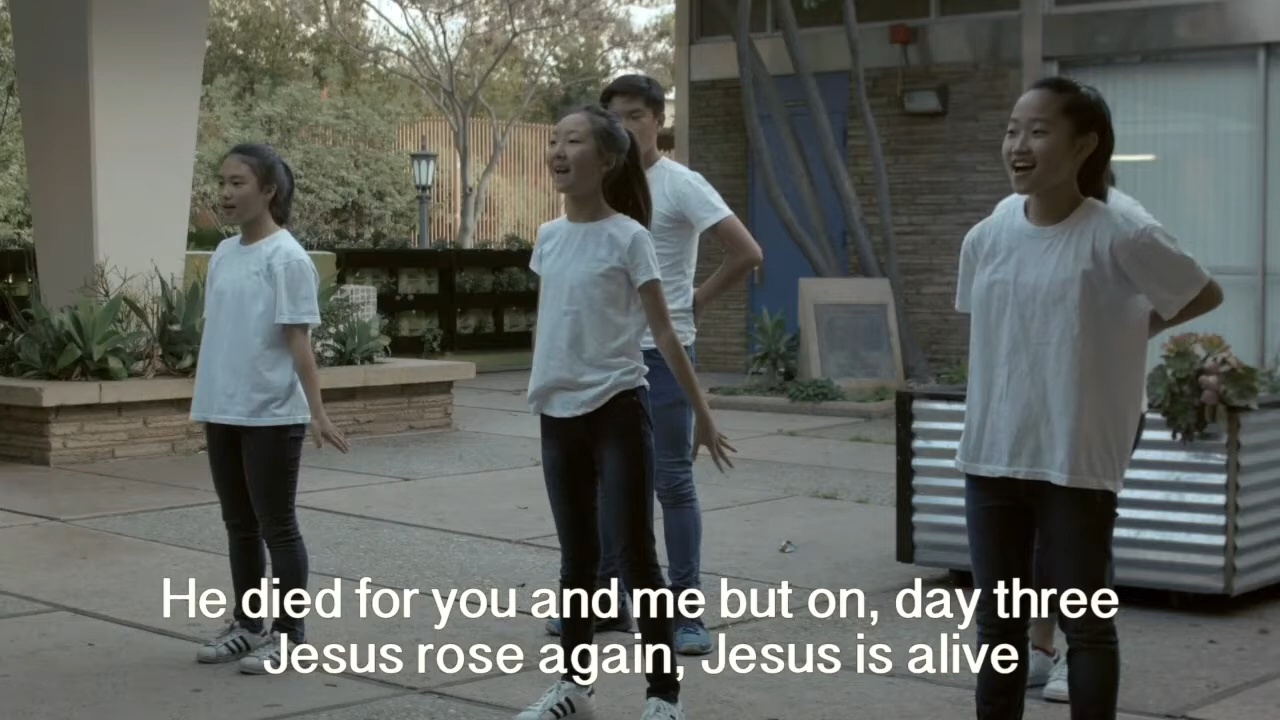 He died for you and me but on, day three
Jesus rose again, Jesus is alive